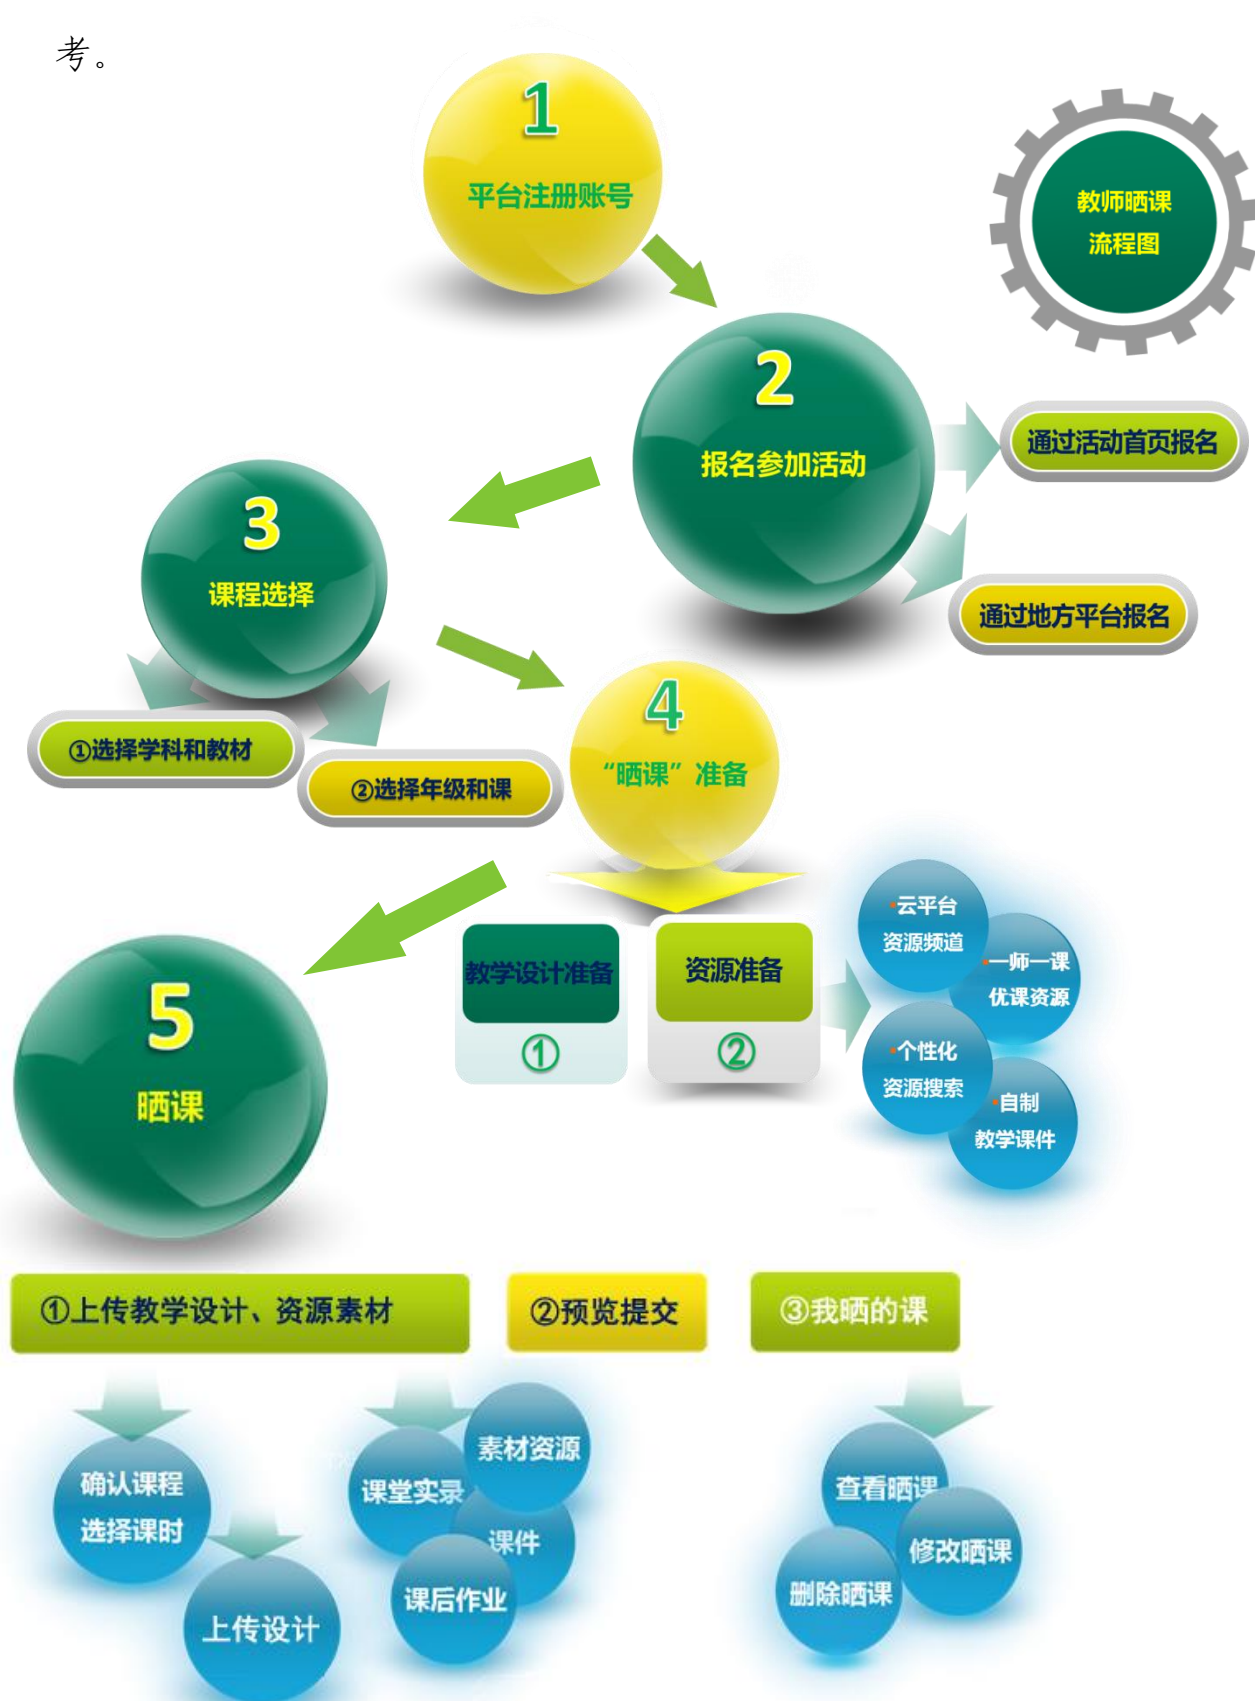 考。
1
平台注册账号
教师晒课
流程图
2
报名参加活动
通过活动首页报名
通过地方平台报名
3
课程选择
①选择学科和教材
②选择年级和课
4
“晒课”准备
教学设计准备
①
资源准备
②
•云平台
资源频道
•一师一课
优课资源
•个性化
资源搜索
•自制
教学课件
5
晒课
①上传教学设计、资源素材
②预览提交
③我晒的课
确认课程
选择课时
上传设计
素材资源
课堂实录
课件
课后作业
查看晒课
修改晒课
删除晒课